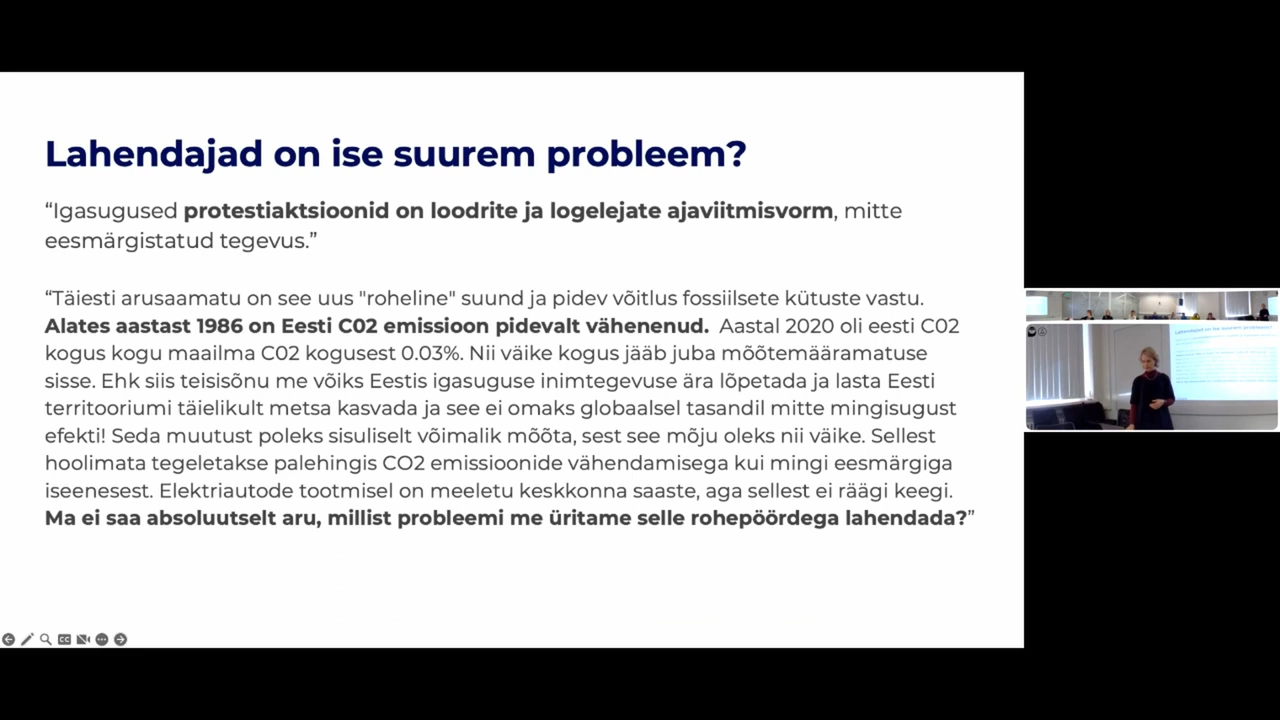 Lahendajad on ise suurem probleem?
“Igasugused protestiaktsioonid on loodrite ja logelejate ajaviitmisvorm, mitte
eesmärgistatud tegevus.”
“Täiesti arusaamatu on see uus "roheline" suund ja pidev võitlus fossiilsete kütuste vastu.
Alates aastast 1986 on Eesti C02 emissioon pidevalt vähenenud.  Aastal 2020 oli eesti C02
kogus kogu maailma C02 kogusest 0.03%. Nii väike kogus jääb juba mõõtemääramatuse
sisse. Ehk siis teisisõnu me võiks Eestis igasuguse inimtegevuse ära lõpetada ja lasta Eesti
territooriumi täielikult metsa kasvada ja see ei omaks globaalsel tasandil mitte mingisugust
efekti! Seda muutust poleks sisuliselt võimalik mõõta, sest see mõju oleks nii väike. Sellest
hoolimata tegeletakse palehingis CO2 emissioonide vähendamisega kui mingi eesmärgiga
iseenesest. Elektriautode tootmisel on meeletu keskkonna saaste, aga sellest ei räägi keegi.
Ma ei saa absoluutselt aru, millist probleemi me üritame selle rohepöördega lahendada?”
Lahendajad on ise suurem probleem?